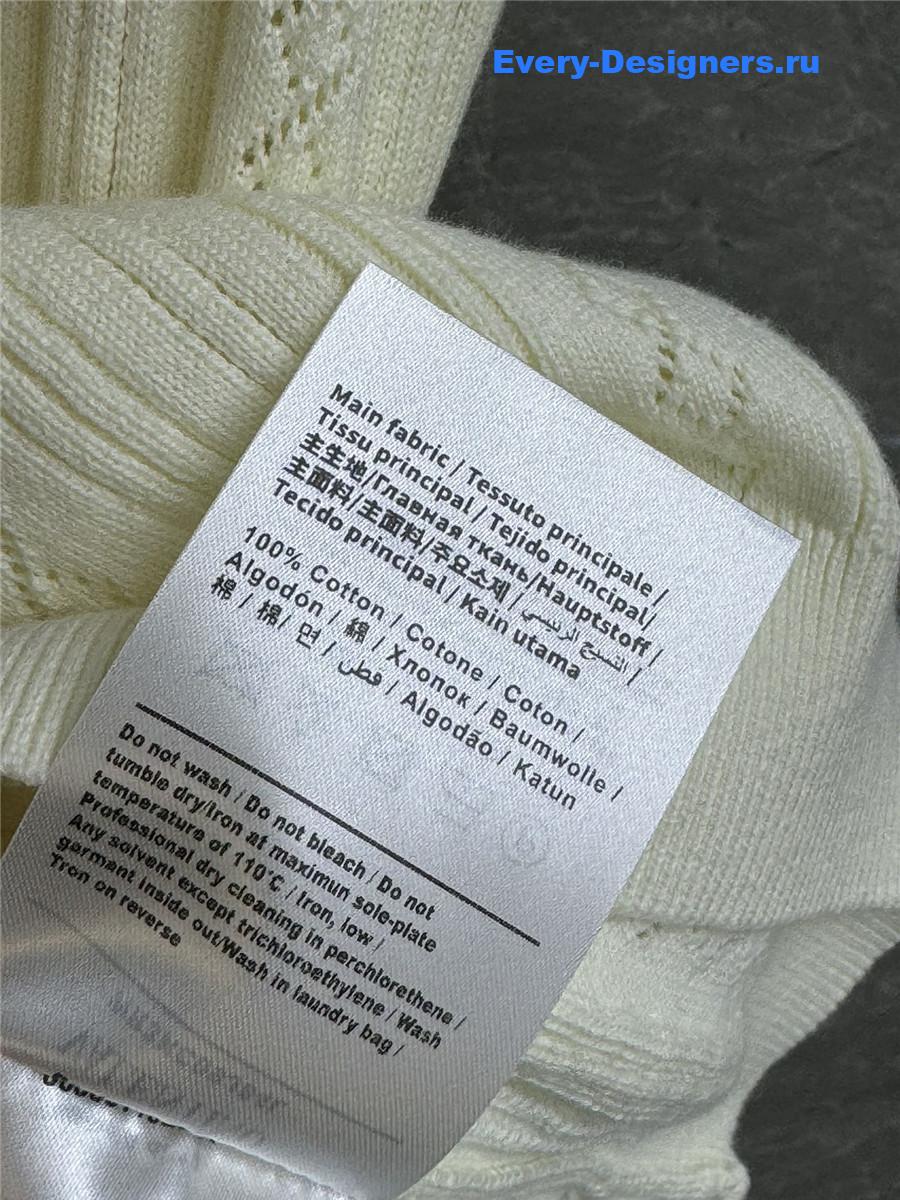 Every-Designers.ru
Main fabric / Tessuto principale /
Tissu principal / Tejido principal/
主生地/Главная ткань/Hauptstoff /
主面料/主面料/주요소재 / النسيج الرئيسي /
Tecido principal / Kain utama
100% Cotton / Cotone / Coton /
Algodón / 綿 / Хлопок / Baumwolle /
棉 / 棉/ 면 / قطن / Algodão / Katun
Do not wash / Do not bleach / Do not
tumble dry/Iron at maximun sole-plate
temperature of 110°C / Iron, low /
Professional dry cleaning in perchlorethene /
Any solvent except trichloroethylene / Wash
garment inside out/Wash in laundry bag /
Iron on reverse